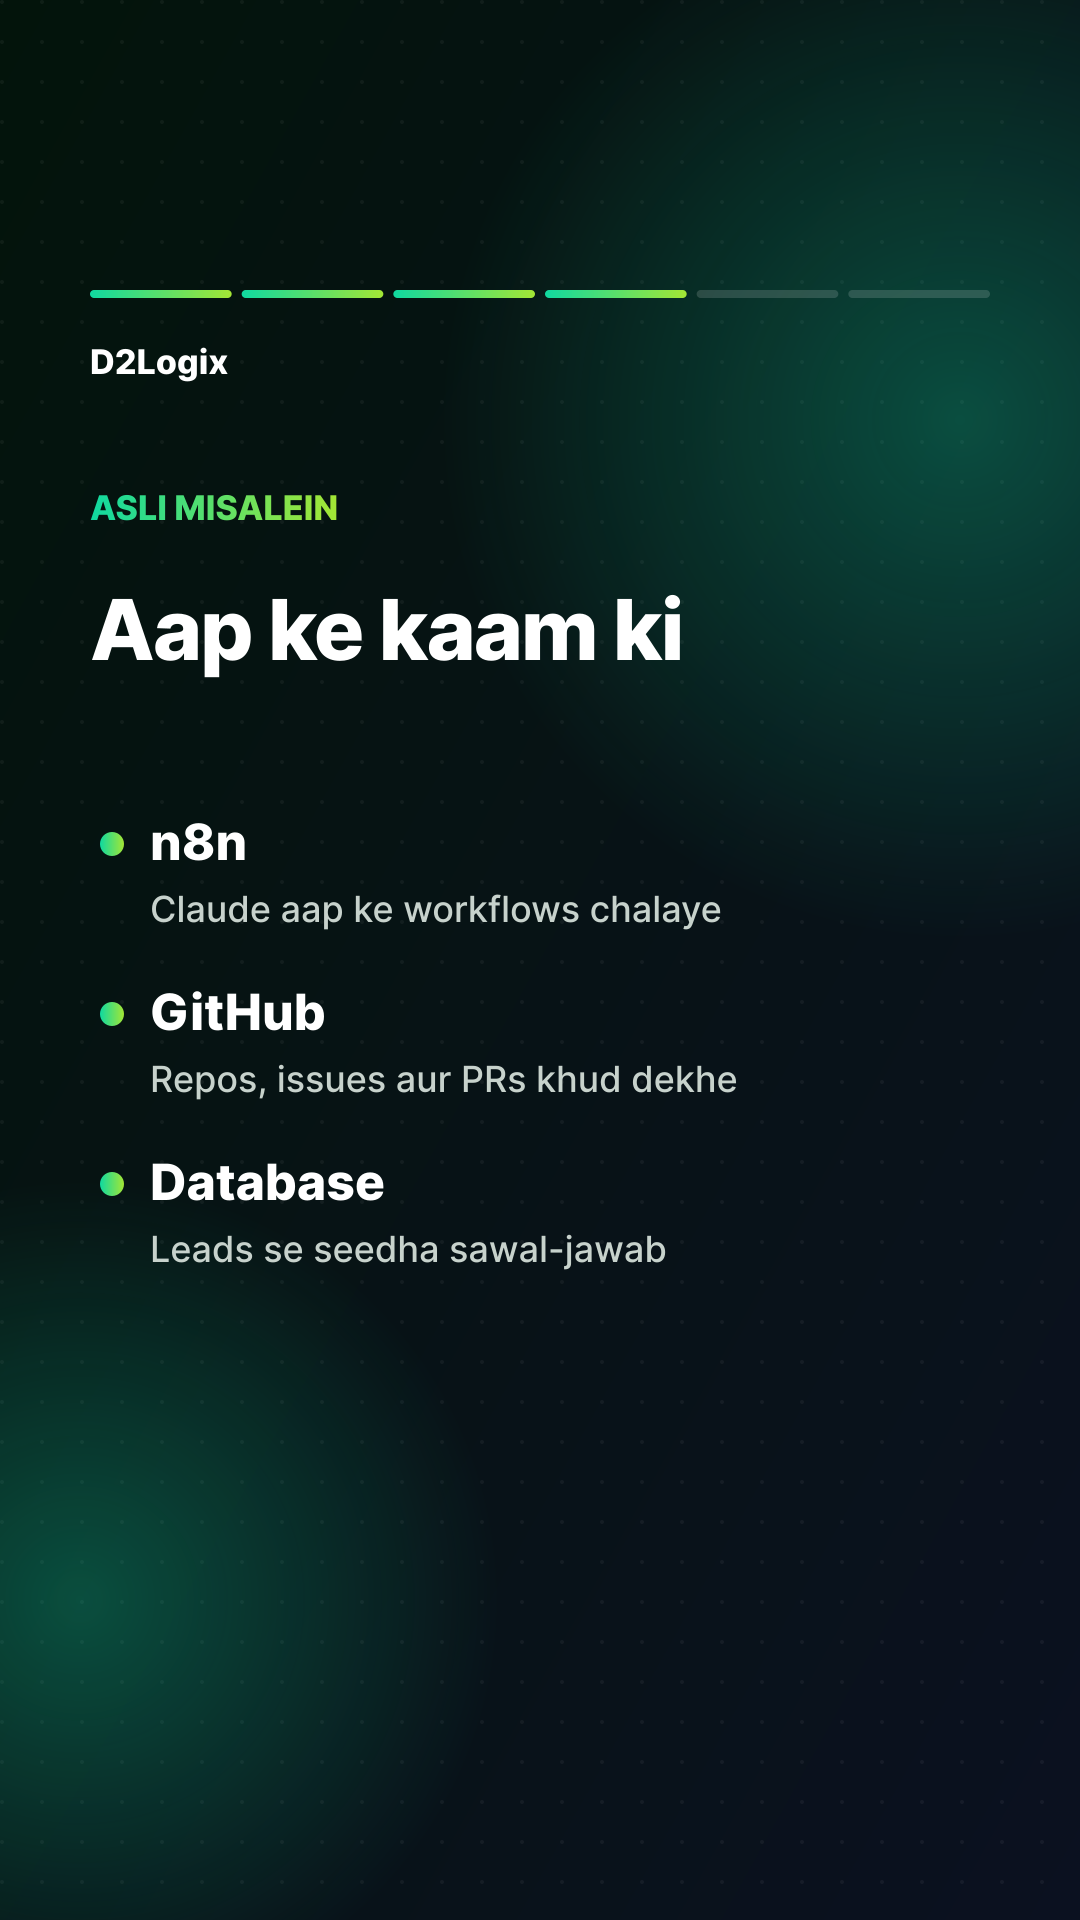 D2Logix
ASLI MISALEIN
Aap ke kaam ki
n8n
Claude aap ke workflows chalaye
GitHub
Repos, issues aur PRs khud dekhe
Database
Leads se seedha sawal-jawab